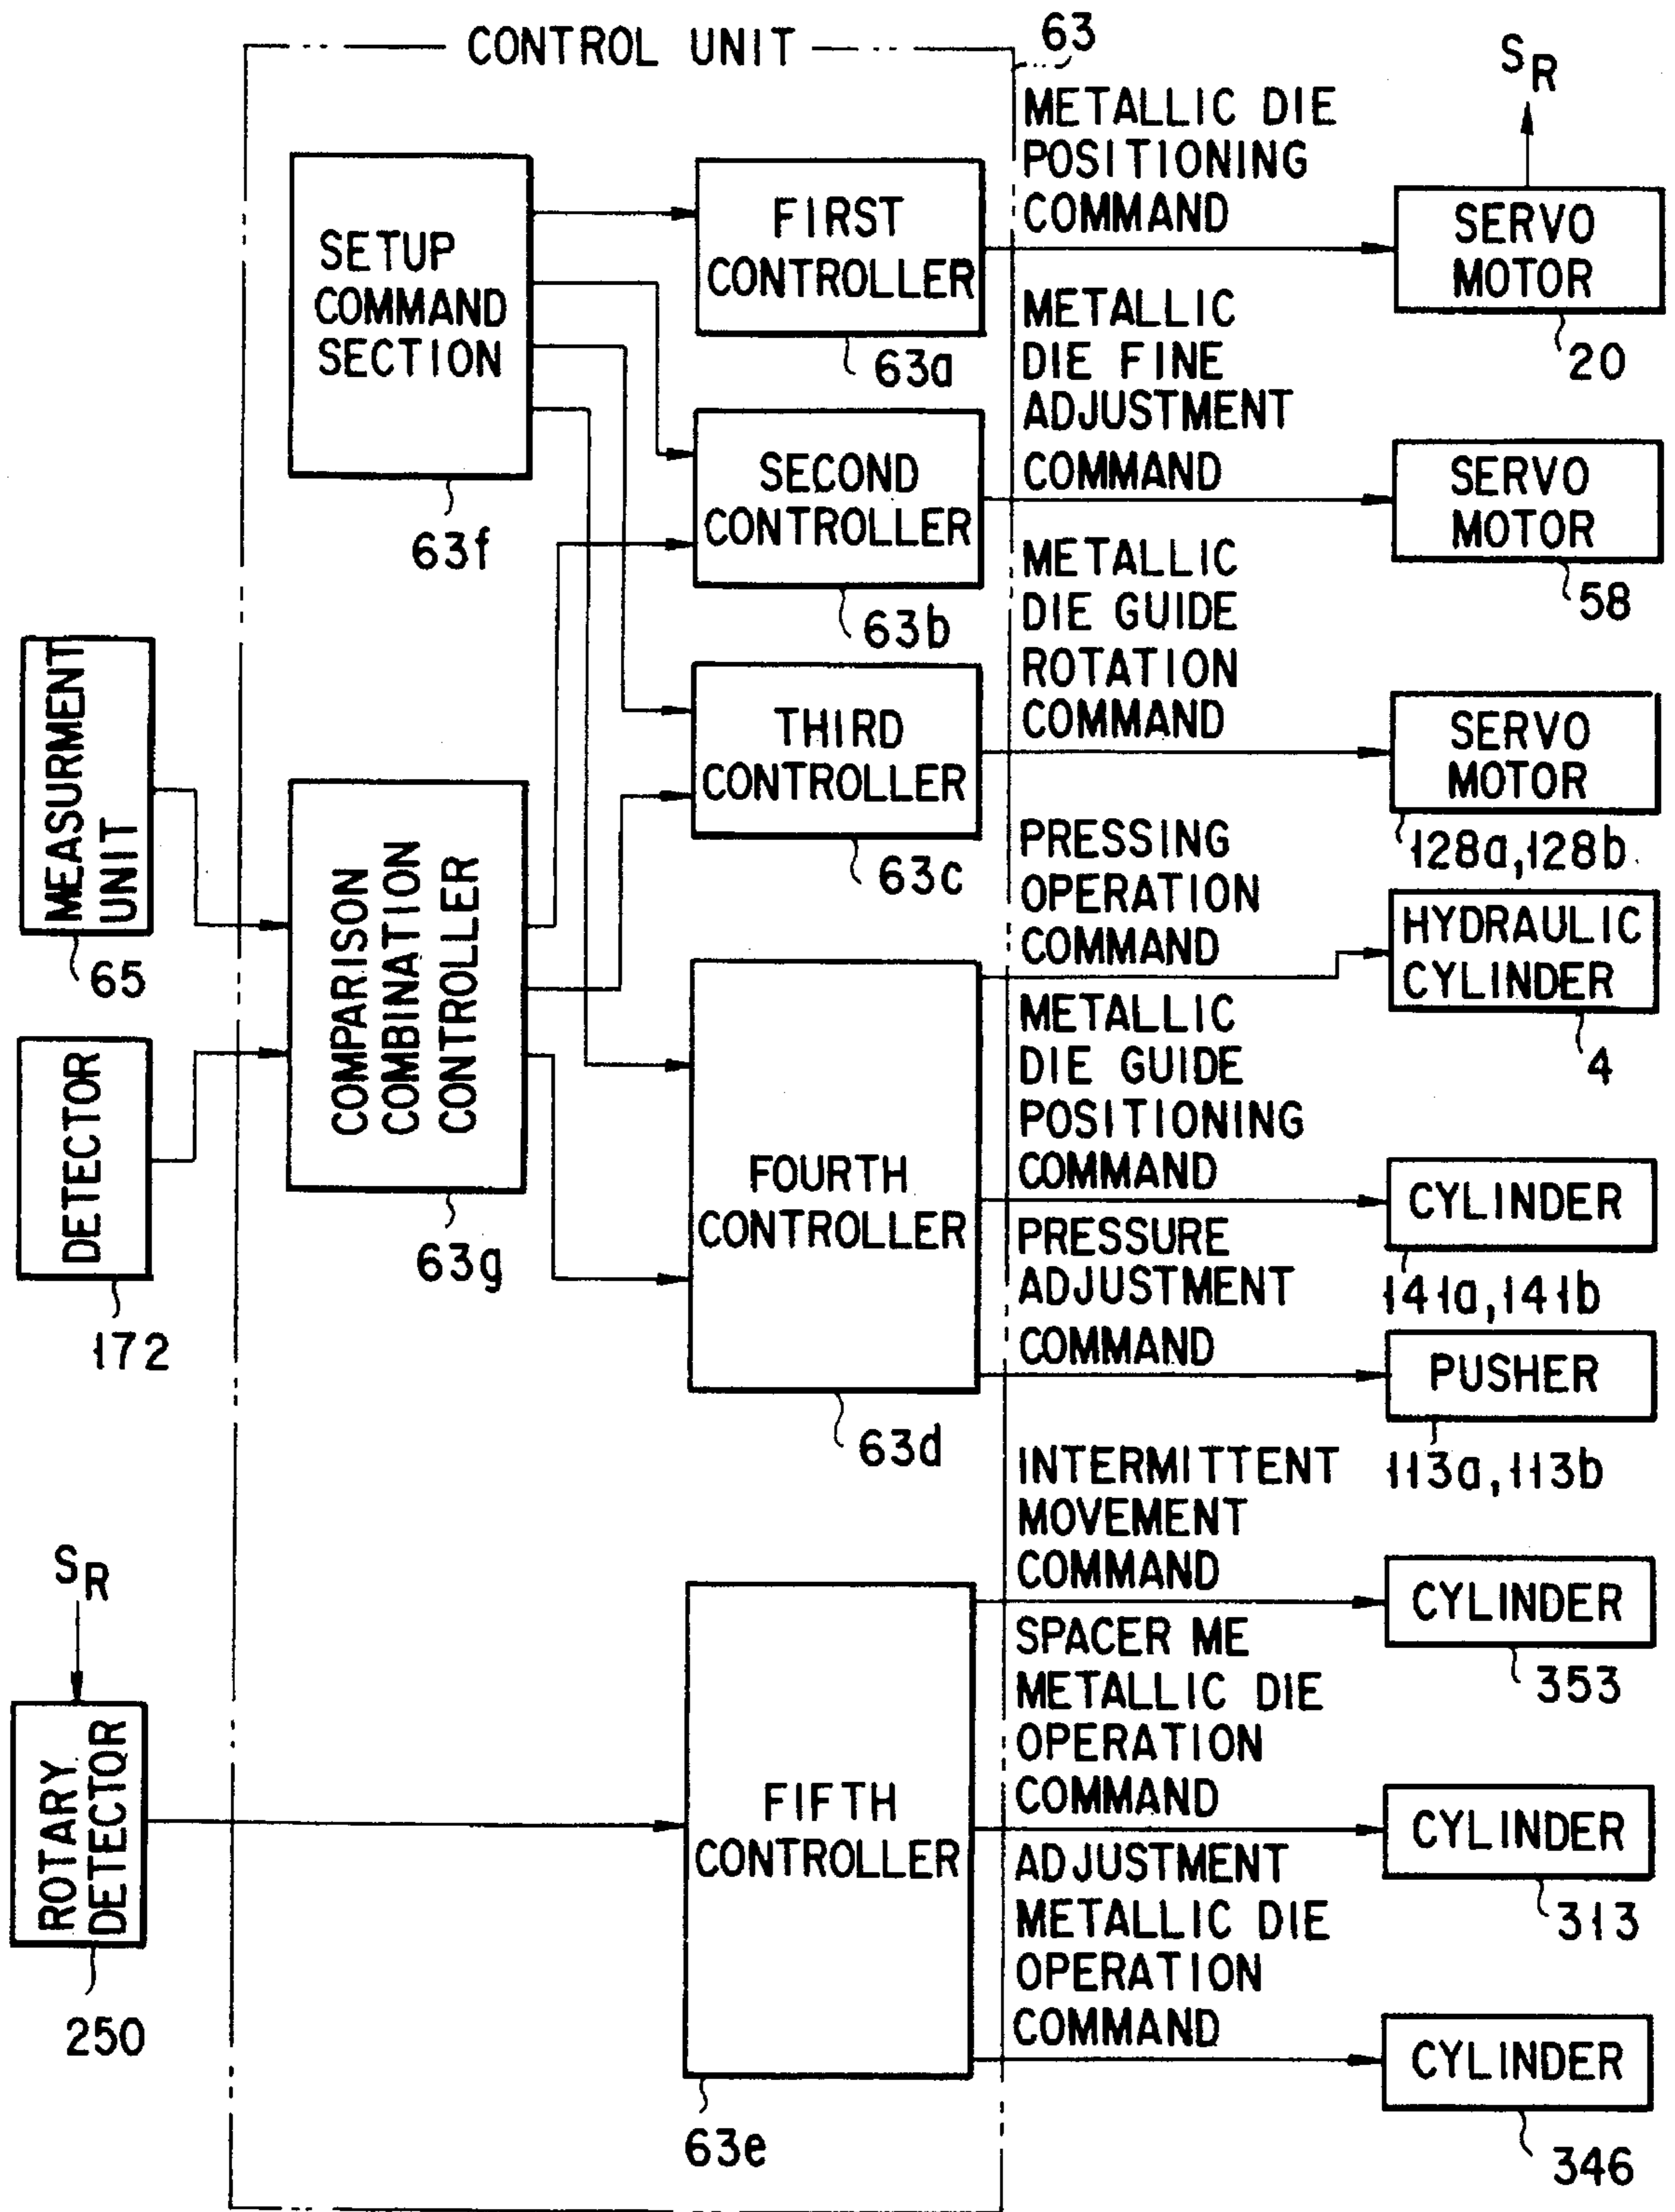 CONTROL UNIT
63
S_R
METALLIC DIE
POSITIONING
COMMAND
SETUP
COMMAND
SECTION
63f
FIRST
CONTROLLER
63a
SERVO
MOTOR
20
METALLIC
DIE FINE
ADJUSTMENT
COMMAND
SECOND
CONTROLLER
63b
SERVO
MOTOR
58
METALLIC
DIE GUIDE
ROTATION
COMMAND
MEASURMENT
UNIT
65
THIRD
CONTROLLER
63c
SERVO
MOTOR
128a,128b
PRESSING
OPERATION
COMMAND
HYDRAULIC
CYLINDER
4
COMPARISON
COMBINATION
CONTROLLER
63g
DETECTOR
172
METALLIC
DIE GUIDE
POSITIONING
COMMAND
FOURTH
CONTROLLER
63d
CYLINDER
141a,141b
PRESSURE
ADJUSTMENT
COMMAND
PUSHER
113a,113b
INTERMITTENT
MOVEMENT
COMMAND
CYLINDER
353
S_R
ROTARY
DETECTOR
250
FIFTH
CONTROLLER
63e
SPACER ME
METALLIC DIE
OPERATION
COMMAND
CYLINDER
313
ADJUSTMENT
METALLIC DIE
OPERATION
COMMAND
CYLINDER
346